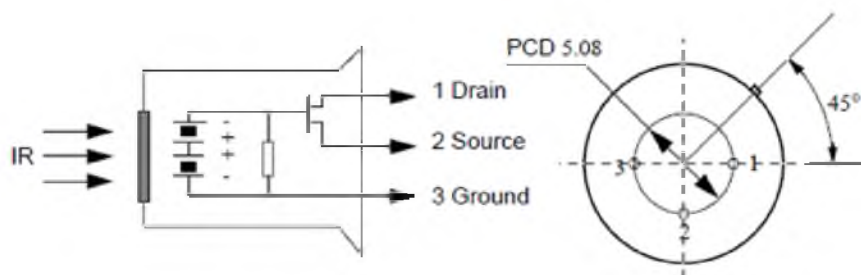 IR
-
+
+
-
1 Drain
2 Source
3 Ground
PCD 5.08
45°
3
1
2